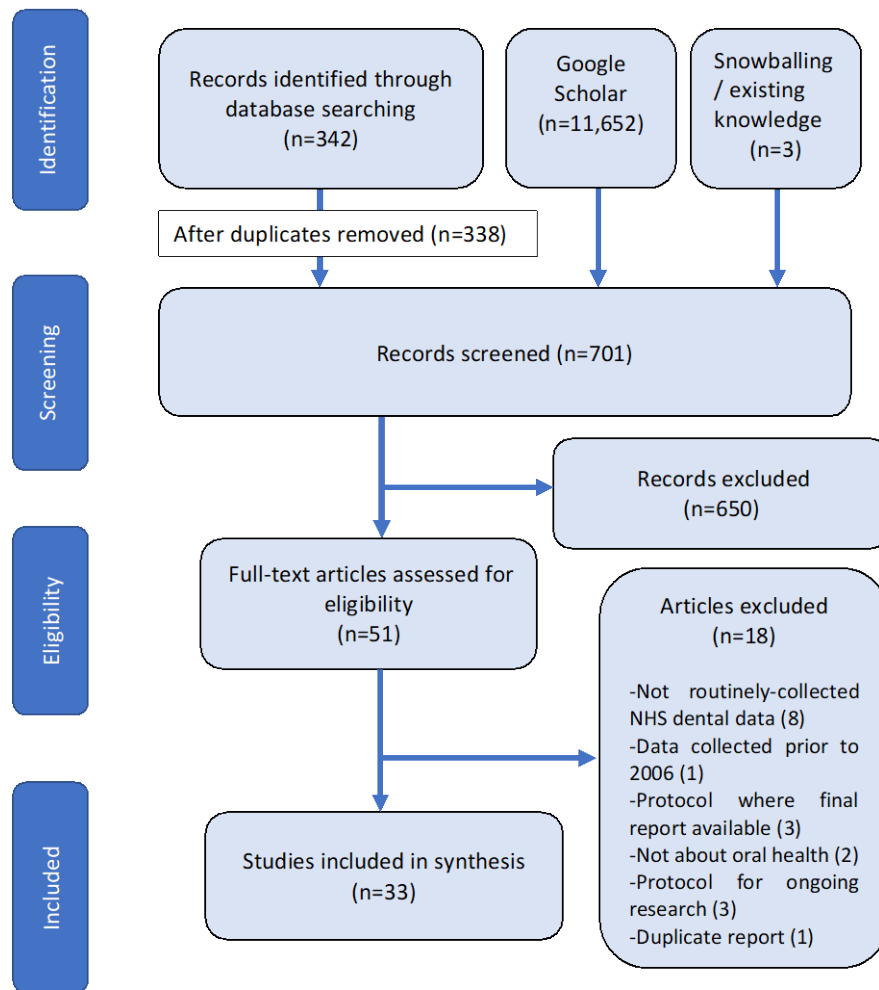 Identification
Records identified through
database searching
(n=342)
Google
Scholar
(n=11,652)
Snowballing
/ existing
knowledge
(n=3)
After duplicates removed (n=338)
Screening
Records screened (n=701)
Records excluded
(n=650)
Eligibility
Full-text articles assessed for
eligibility
(n=51)
Articles excluded
(n=18)
-Not routinely-collected
NHS dental data (8)
-Data collected prior to
2006 (1)
-Protocol where final
report available (3)
-Not about oral health (2)
-Protocol for ongoing
research (3)
-Duplicate report (1)
Included
Studies included in synthesis
(n=33)